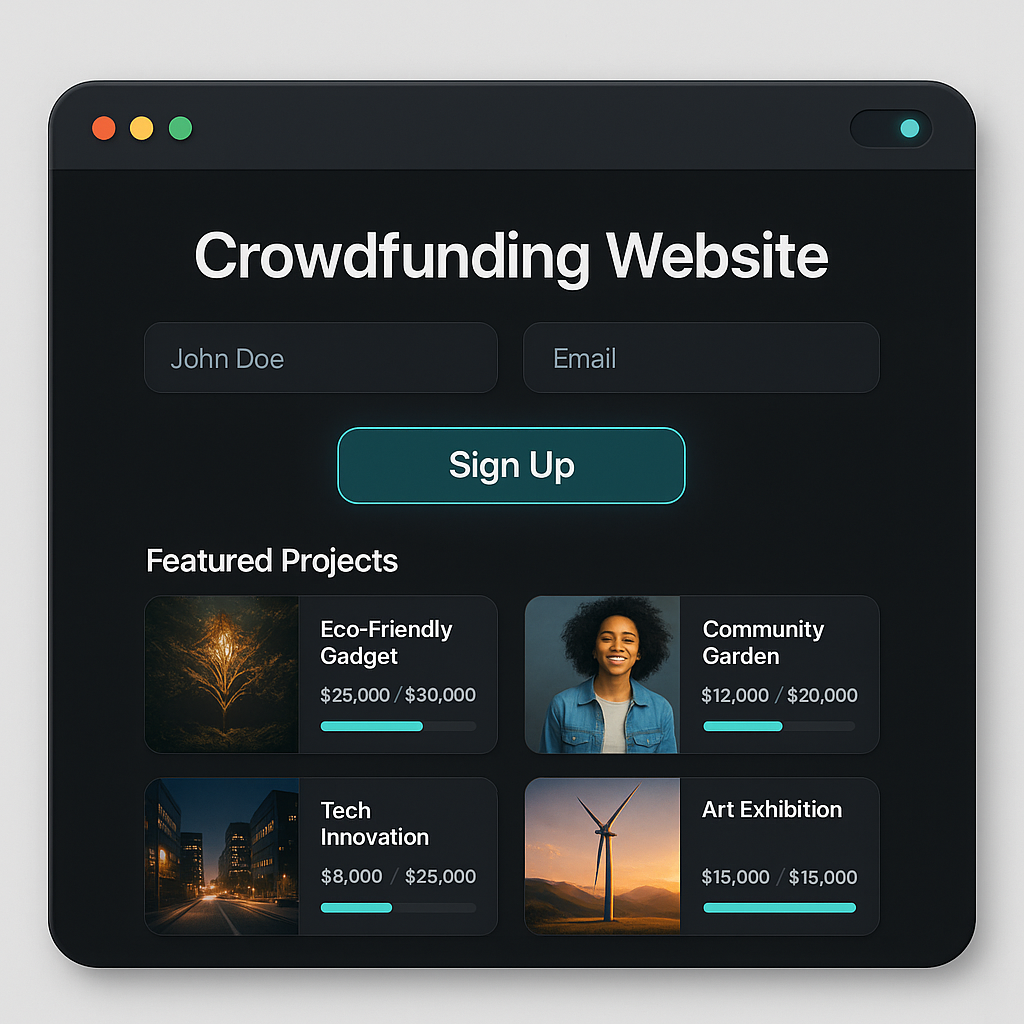 Crowdfunding Website
John Doe
Email
Sign Up
Featured Projects
Eco-Friendly
Gadget
$25,000 / $30,000
Community
Garden
$12,000 / $20,000
Tech
Innovation
$8,000 / $25,000
Art Exhibition
$15,000 / $15,000